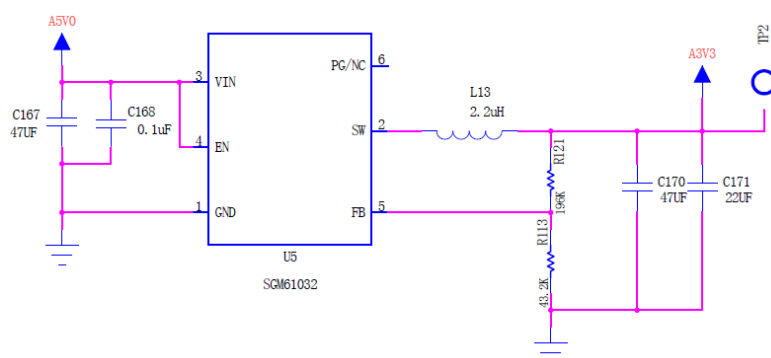 A5V0
C167
47UF
C168
0.1uF
3
VIN
4
EN
1
GND
PG/NC
6
SW
2
FB
5
U5
SGM61032
L13
2.2uH
R121
196K
R113
43.2K
C170
47UF
C171
22UF
A3V3
TP2